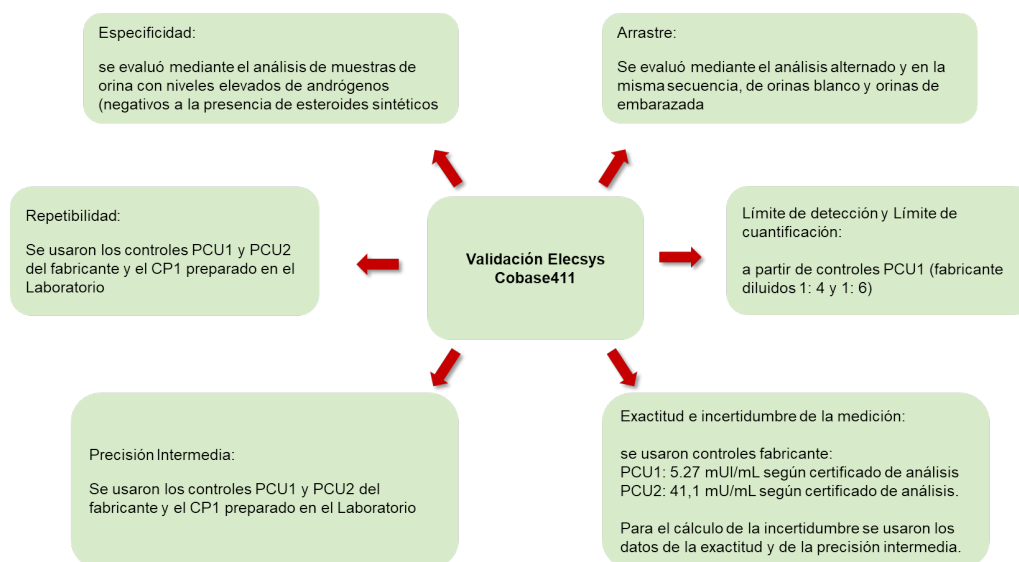 Especificidad:
se evaluó mediante el análisis de muestras de
orina con niveles elevados de andrógenos
(negativos a la presencia de esteroides sintéticos
Arrastre:
Se evaluó mediante el análisis alternado y en la
misma secuencia, de orinas blanco y orinas de
embarazada
Repetibilidad:
Se usaron los controles PCU1 y PCU2
del fabricante y el CP1 preparado en el
Laboratorio
Validación Elecsys
Cobase411
Límite de detección y Límite de
cuantificación:
a partir de controles PCU1 (fabricante
diluidos 1: 4 y 1: 6)
Precisión Intermedia:
Se usaron los controles PCU1 y PCU2 del
fabricante y el CP1 preparado en el Laboratorio
Exactitud e incertidumbre de la medición:
se usaron controles fabricante:
PCU1: 5.27 mUI/mL según certificado de análisis
PCU2: 41,1 mU/mL según certificado de análisis.
Para el cálculo de la incertidumbre se usaron los
datos de la exactitud y de la precisión intermedia.